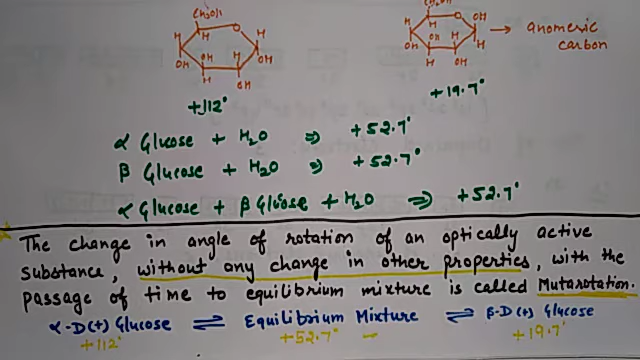 CH₂OH
CH₂OH
O
O
OH
H
H
H
H
H
H
H
OH
H
OH
OH
OH
H
OH
H
OH
OH
H
→ anomeric carbon
+112°
+19.7°
α Glucose + H₂O ⇒ +52.7°
β Glucose + H₂O ⇒ +52.7°
α Glucose + β Glucose + H₂O ⇒ +52.7°
The change in angle of rotation of an optically active
substance, without any change in other properties, with the
passage of time to equilibrium mixture is called Mutarotation.
α-D(+) Glucose ⇌ Equilibrium Mixture ⇌ β-D(+) Glucose
+112° +52.7° +19.7°